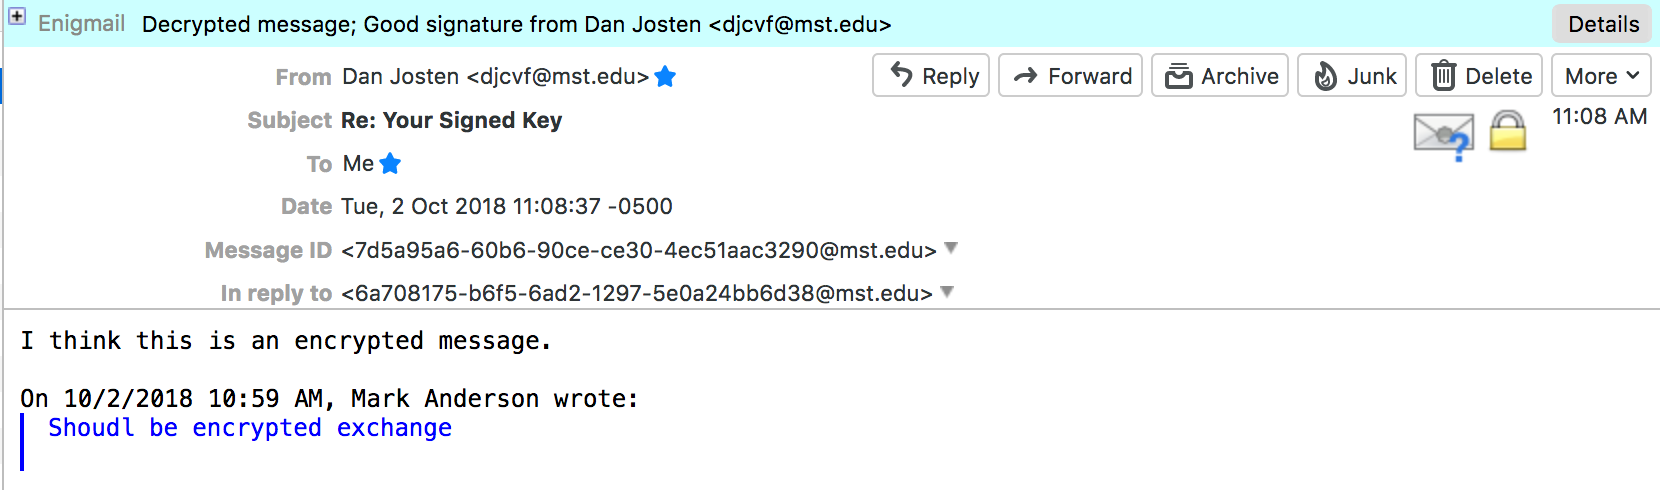 Enigmail Decrypted message; Good signature from Dan Josten <djcvf@mst.edu> Details
From Dan Josten <djcvf@mst.edu> Reply Forward Archive Junk Delete More
Subject Re: Your Signed Key 11:08 AM
To Me
Date Tue, 2 Oct 2018 11:08:37 -0500
Message ID <7d5a95a6-60b6-90ce-ce30-4ec51aac3290@mst.edu>
In reply to <6a708175-b6f5-6ad2-1297-5e0a24bb6d38@mst.edu>
I think this is an encrypted message.
On 10/2/2018 10:59 AM, Mark Anderson wrote:
Shoudl be encrypted exchange